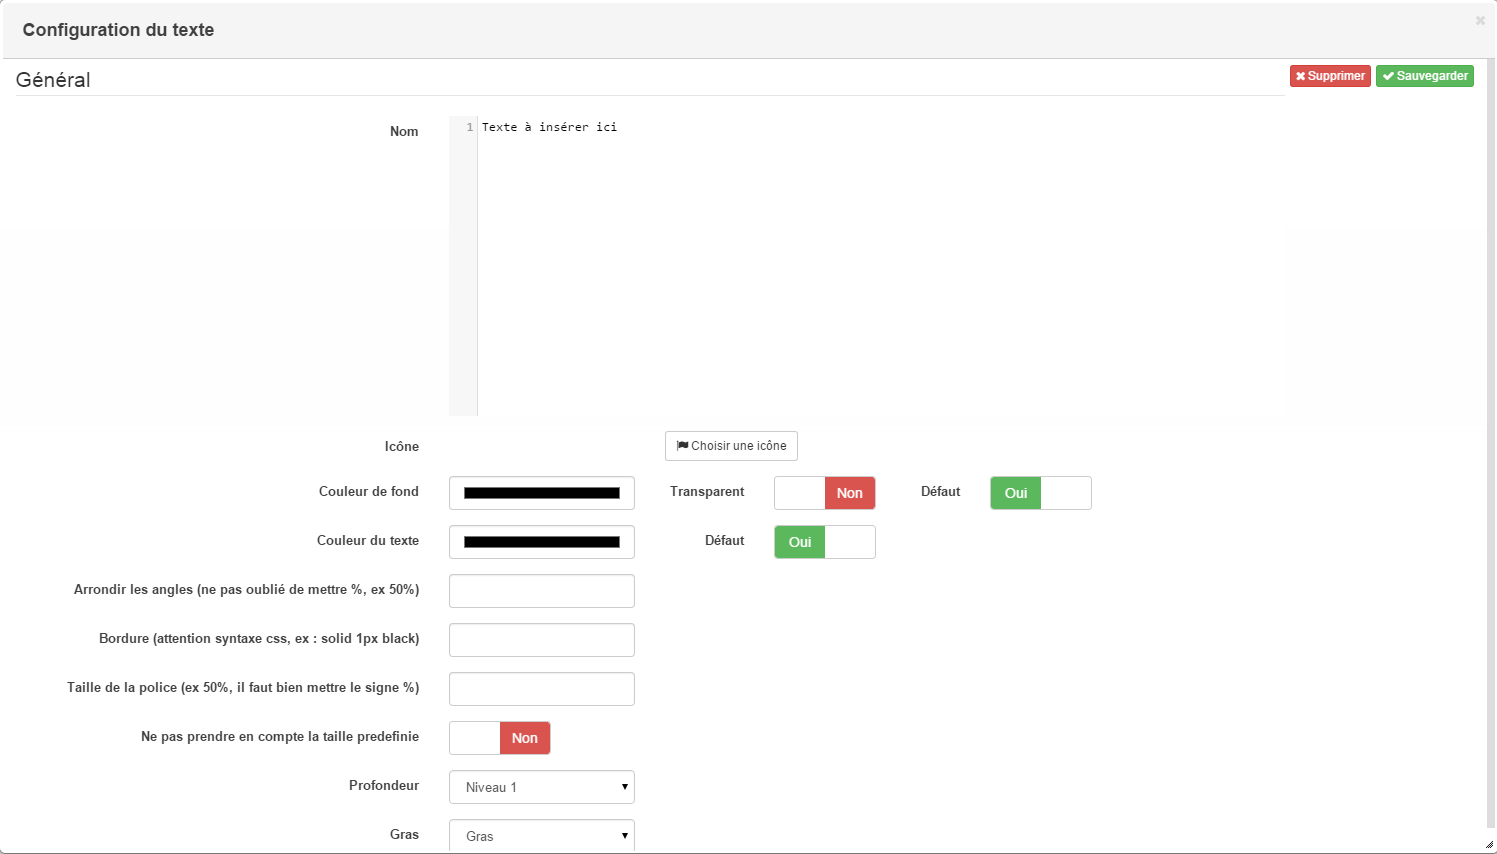 Configuration du texte
×
Général
Supprimer Sauvegarder
Nom
1 Texte à insérer ici
Icône Choisir une icône
Couleur de fond Transparent Non Défaut Oui
Couleur du texte Défaut Oui
Arrondir les angles (ne pas oublié de mettre %, ex 50%)
Bordure (attention syntaxe css, ex : solid 1px black)
Taille de la police (ex 50%, il faut bien mettre le signe %)
Ne pas prendre en compte la taille predefinie Non
Profondeur Niveau 1
Gras Gras